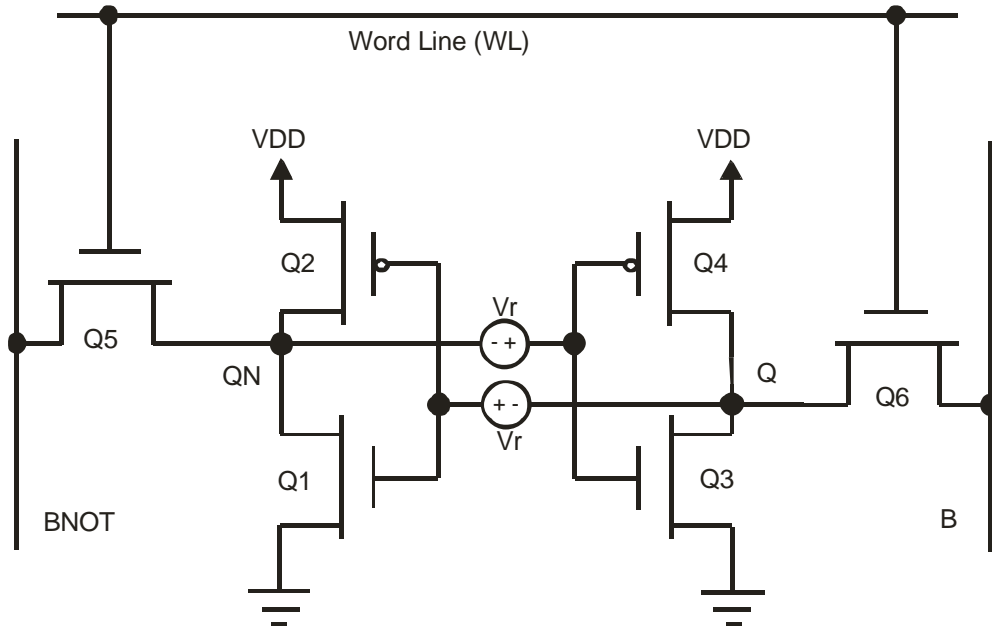 Word Line (WL)
VDD
VDD
Q2
Q4
Vr
- +
Q5
QN
Q
Q6
+ -
Vr
Q1
Q3
BNOT
B